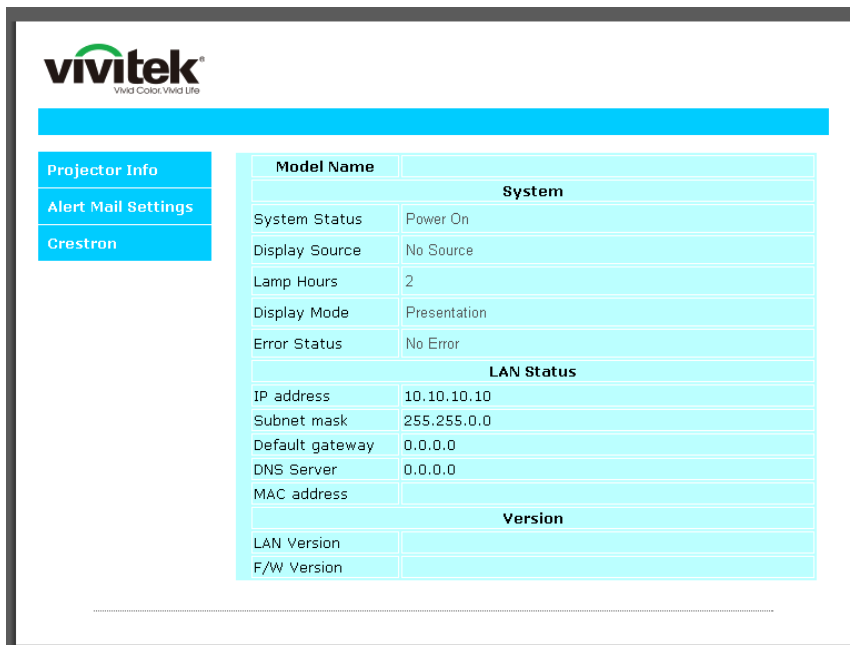 vivitek®
Vivid Color. Vivid Life
Projector Info
Alert Mail Settings
Crestron
Model Name
System
System Status Power On
Display Source No Source
Lamp Hours 2
Display Mode Presentation
Error Status No Error
LAN Status
IP address 10.10.10.10
Subnet mask 255.255.0.0
Default gateway 0.0.0.0
DNS Server 0.0.0.0
MAC address
Version
LAN Version
F/W Version